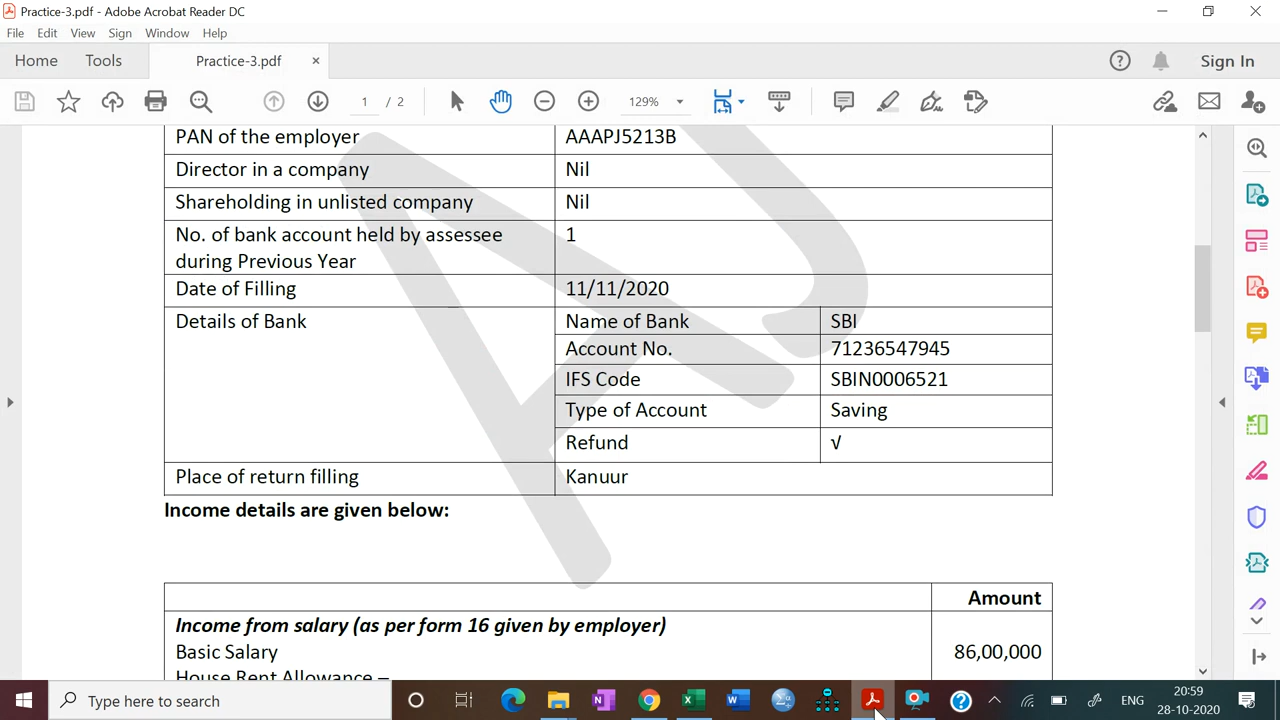 Practice-3.pdf - Adobe Acrobat Reader DC
File Edit View Sign Window Help
Home Tools Practice-3.pdf × Sign In
1 / 2 129%
PAN of the employer AAAPJ5213B
Director in a company Nil
Shareholding in unlisted company Nil
No. of bank account held by assessee 1
during Previous Year
Date of Filling 11/11/2020
Details of Bank Name of Bank SBI
Account No. 71236547945
IFS Code SBIN0006521
Type of Account Saving
Refund √
Place of return filling Kanuur
Income details are given below:
Amount
Income from salary (as per form 16 given by employer)
Basic Salary 86,00,000
House Rent Allowance –
Type here to search
ENG
20:59
28-10-2020